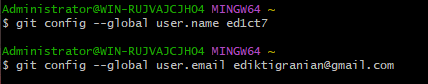 Administrator@WIN-RUJVAJCJHO4 MINGW64 ~
$ git config --global user.name ed1ct7
Administrator@WIN-RUJVAJCJHO4 MINGW64 ~
$ git config --global user.email ediktigranian@gmail.com